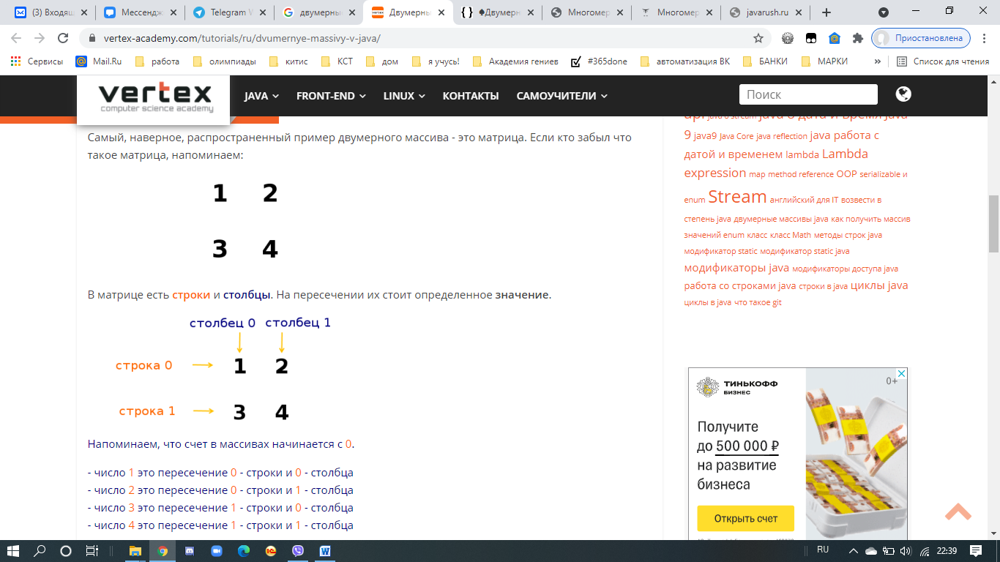 (3) Входящ
Мессендж
Telegram W
двумерны
Двумерны
♠Двумерн
Многомер
Многомер
javarush.ru
vertex-academy.com/tutorials/ru/dvumernye-massivy-v-java/
Приостановлена
Сервисы
Mail.Ru
работа
олимпиады
китис
КСТ
дом
я учусь!
Академия гениев
#365done
автоматизация ВК
БАНКИ
МАРКИ
»
Список для чтения
vertex
computer science academy
JAVA
FRONT-END
LINUX
КОНТАКТЫ
САМОУЧИТЕЛИ
Поиск
Самый, наверное, распространенный пример двумерного массива - это матрица. Если кто забыл что
такое матрица, напоминаем:
1 2
3 4
В матрице есть строки и столбцы. На пересечении их стоит определенное значение.
столбец 0 столбец 1
строка 0 1 2
строка 1 3 4
Напоминаем, что счет в массивах начинается с 0.
- число 1 это пересечение 0 - строки и 0 - столбца
- число 2 это пересечение 0 - строки и 1 - столбца
- число 3 это пересечение 1 - строки и 0 - столбца
- число 4 это пересечение 1 - строки и 1 - столбца
api java 8 stream java 8 дата и время java
9 java9 Java Core java reflection java работа с
датой и временем lambda Lambda
expression map method reference OOP serializable и
enum Stream английский для IT возвести в
степень java двумерные массивы java как получить массив
значений enum класс класс Math методы строк java
модификатор static модификатор static java
модификаторы java модификаторы доступа java
работа со строками java строки в java циклы java
циклы в java что такое git
ТИНЬКОФФ
БИЗНЕС
0+
Получите
до 500 000 ₽
на развитие
бизнеса
Открыть счет
RU
22:39